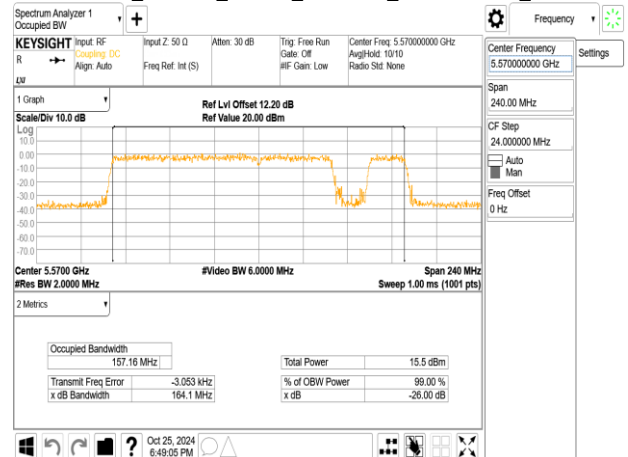 Spectrum Analyzer 1
Occupied BW
Frequency
KEYSIGHT
R
LXI
Input: RF
Coupling: DC
Align: Auto
Input Z: 50 Ω
Freq Ref: Int (S)
Atten: 30 dB
Trig: Free Run
Gate: Off
#IF Gain: Low
Center Freq: 5.570000000 GHz
Avg|Hold: 10/10
Radio Std: None
Center Frequency
5.570000000 GHz
Settings
Span
240.00 MHz
CF Step
24.000000 MHz
Auto
Man
Freq Offset
0 Hz
1 Graph
Scale/Div 10.0 dB
Ref Lvl Offset 12.20 dB
Ref Value 20.00 dBm
Log
10.0
0.00
-10.0
-20.0
-30.0
-40.0
-50.0
-60.0
-70.0
Center 5.5700 GHz
#Video BW 6.0000 MHz
Span 240 MHz
#Res BW 2.0000 MHz
Sweep 1.00 ms (1001 pts)
2 Metrics
Occupied Bandwidth
157.16 MHz
Total Power 15.5 dBm
Transmit Freq Error -3.053 kHz
% of OBW Power 99.00 %
x dB Bandwidth 164.1 MHz
x dB -26.00 dB
?
Oct 25, 2024
6:49:05 PM